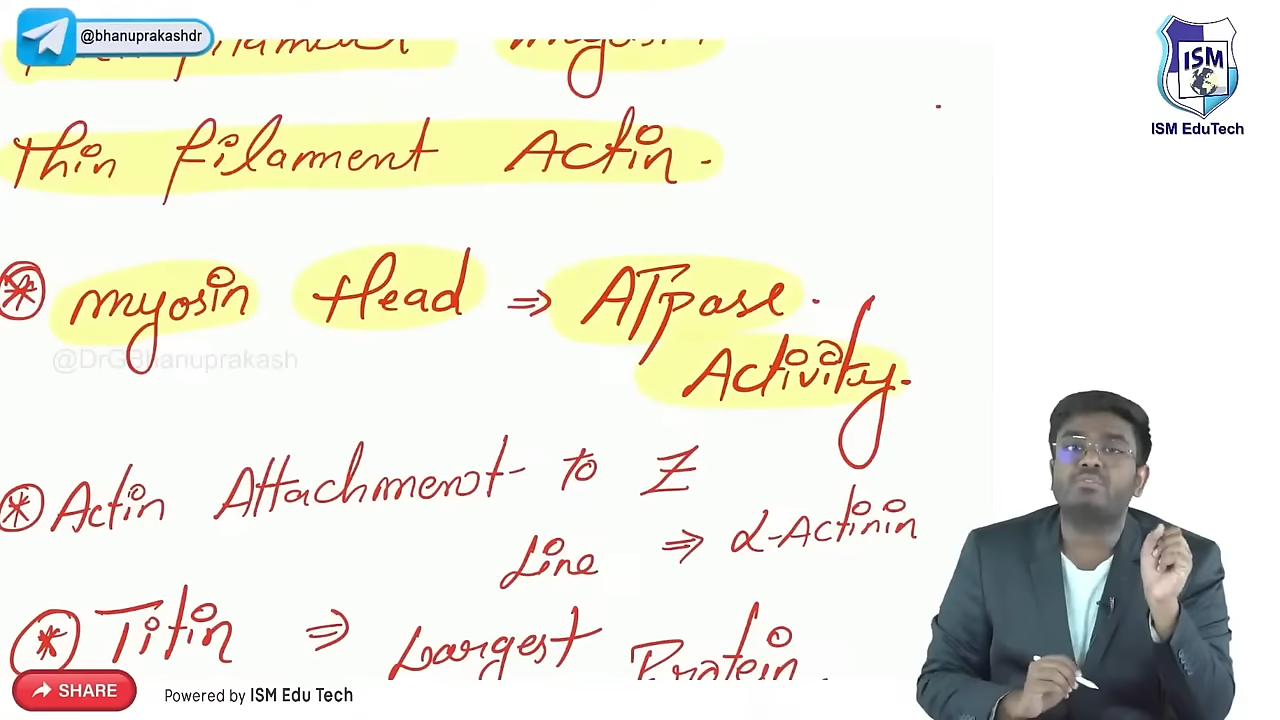 @bhanuprakashdr
ISM
ISM EduTech
Thin filament Actin.
* myosin Head ⇒ ATpase.
Activity.
@DrGBhanuprakash
* Actin Attachment to Z
Line ⇒ α-Actinin
* Titin ⇒ Largest Protein.
SHARE
Powered by ISM Edu Tech